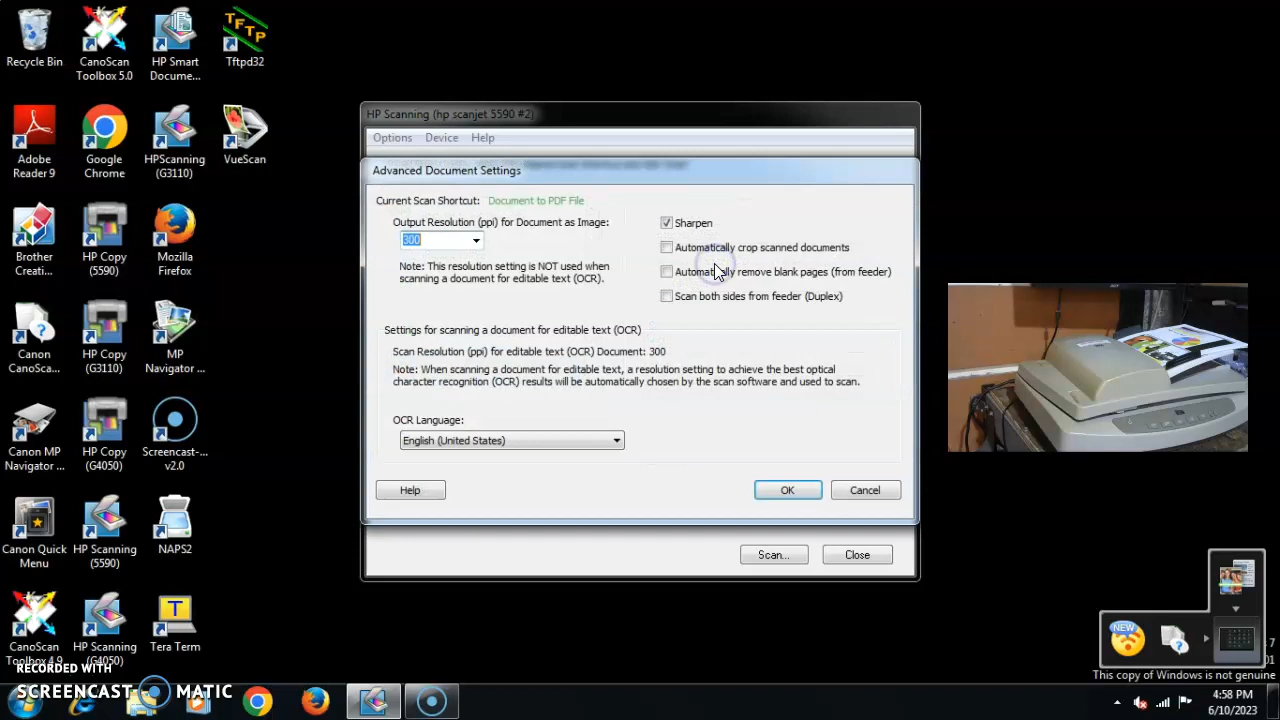 Recycle Bin
CanoScan
Toolbox 5.0
HP Smart
Docume...
TFTP
Tftpd32
Adobe
Reader 9
Google
Chrome
HPScanning
(G3110)
VueScan
Brother
Creati...
HP Copy
(5590)
Mozilla
Firefox
Canon
CanoSca...
HP Copy
(G3110)
MP
Navigator ...
Canon MP
Navigator ...
HP Copy
(G4050)
Screencast-...
v2.0
Canon Quick
Menu
HP Scanning
(5590)
NAPS2
CanoScan
Toolbox 4.9
HP Scanning
(G4050)
T
Tera Term
HP Scanning (hp scanjet 5590 #2)
Options Device Help
Advanced Document Settings
Current Scan Shortcut: Document to PDF File
Output Resolution (ppi) for Document as Image:
300
Note: This resolution setting is NOT used when
scanning a document for editable text (OCR).
Sharpen
Automatically crop scanned documents
Automatically remove blank pages (from feeder)
Scan both sides from feeder (Duplex)
Settings for scanning a document for editable text (OCR)
Scan Resolution (ppi) for editable text (OCR) Document: 300
Note: When scanning a document for editable text, a resolution setting to achieve the best optical
character recognition (OCR) results will be automatically chosen by the scan software and used to scan.
OCR Language:
English (United States)
Help OK Cancel
Scan... Close
NEW
7
01
This copy of Windows is not genuine
RECORDED WITH
SCREENCAST MATIC
4:58 PM
6/10/2023